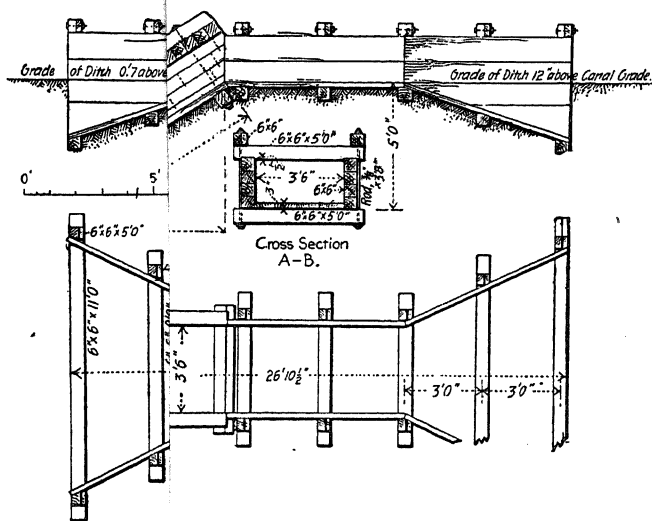 Grade of Ditch 0.'7 above
Grade of Ditch 12" above Canal Grade.
6"x6"
6"x6"x5'0"
5'0"
3'6"
6"x6"
3"
Rod,
x38"
6"x6"x5'0"
0' 5'
Cross Section
A-B.
6"x6"x5'0"
6"x6"x11'0"
3'6"
26'10½"
3'0" 3'0"